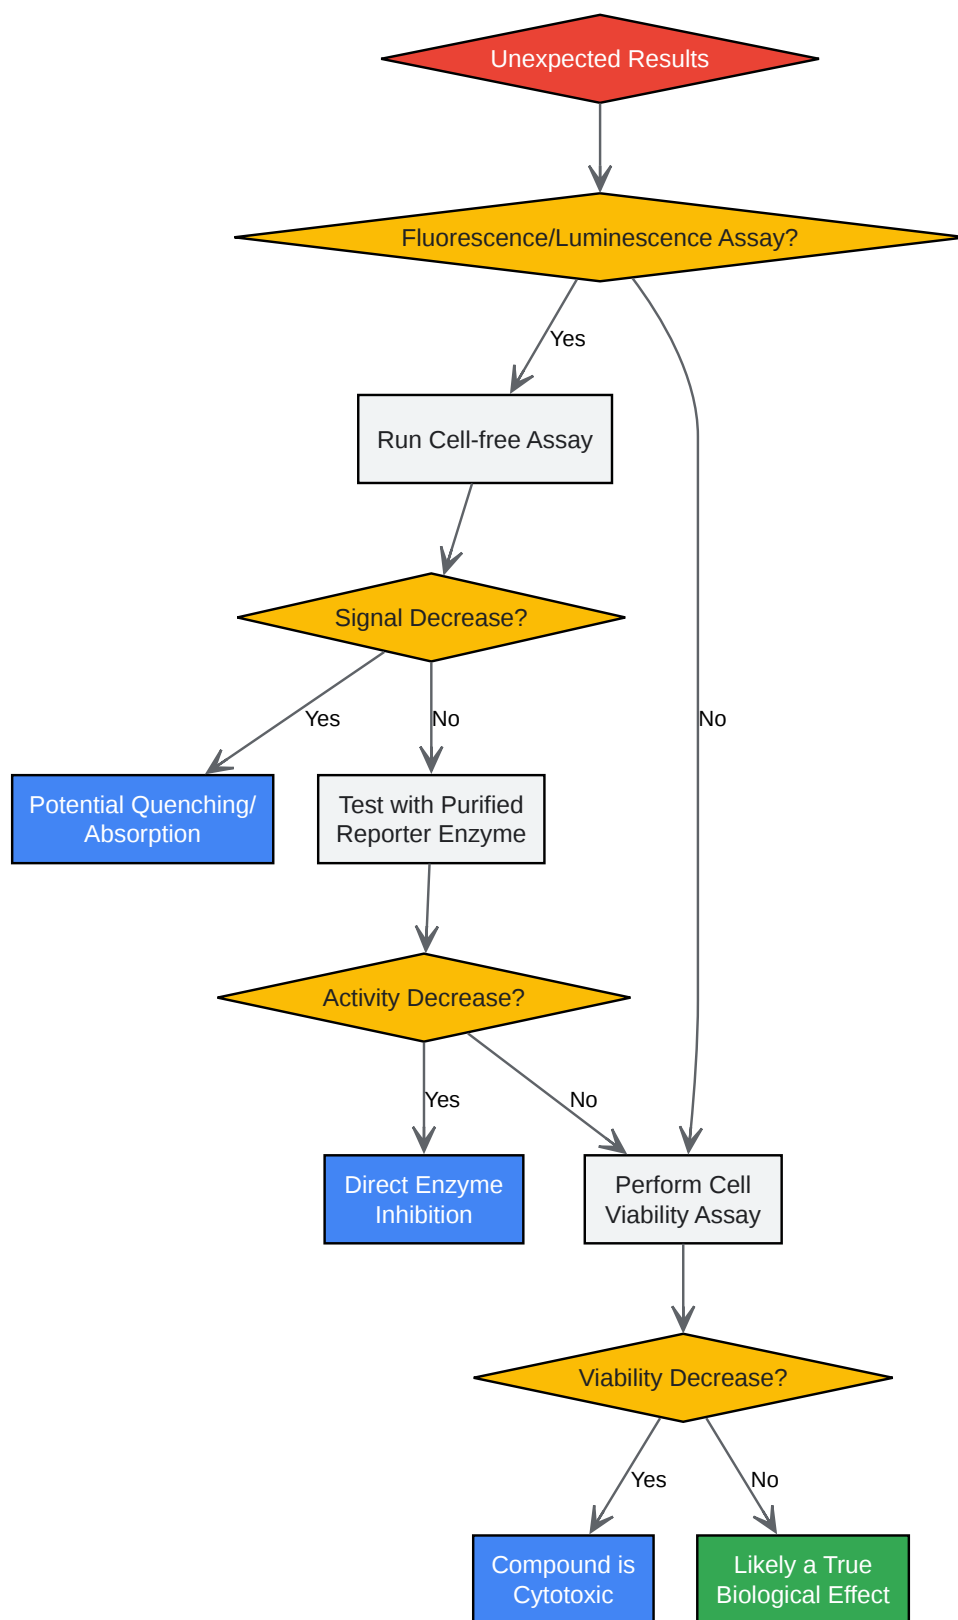 Unexpected Results
Fluorescence/Luminescence Assay?
Yes
Run Cell-free Assay
Signal Decrease?
Yes
No
No
Potential Quenching/
Absorption
Test with Purified
Reporter Enzyme
Activity Decrease?
Yes
No
Direct Enzyme
Inhibition
Perform Cell
Viability Assay
Viability Decrease?
Yes
No
Compound is
Cytotoxic
Likely a True
Biological Effect